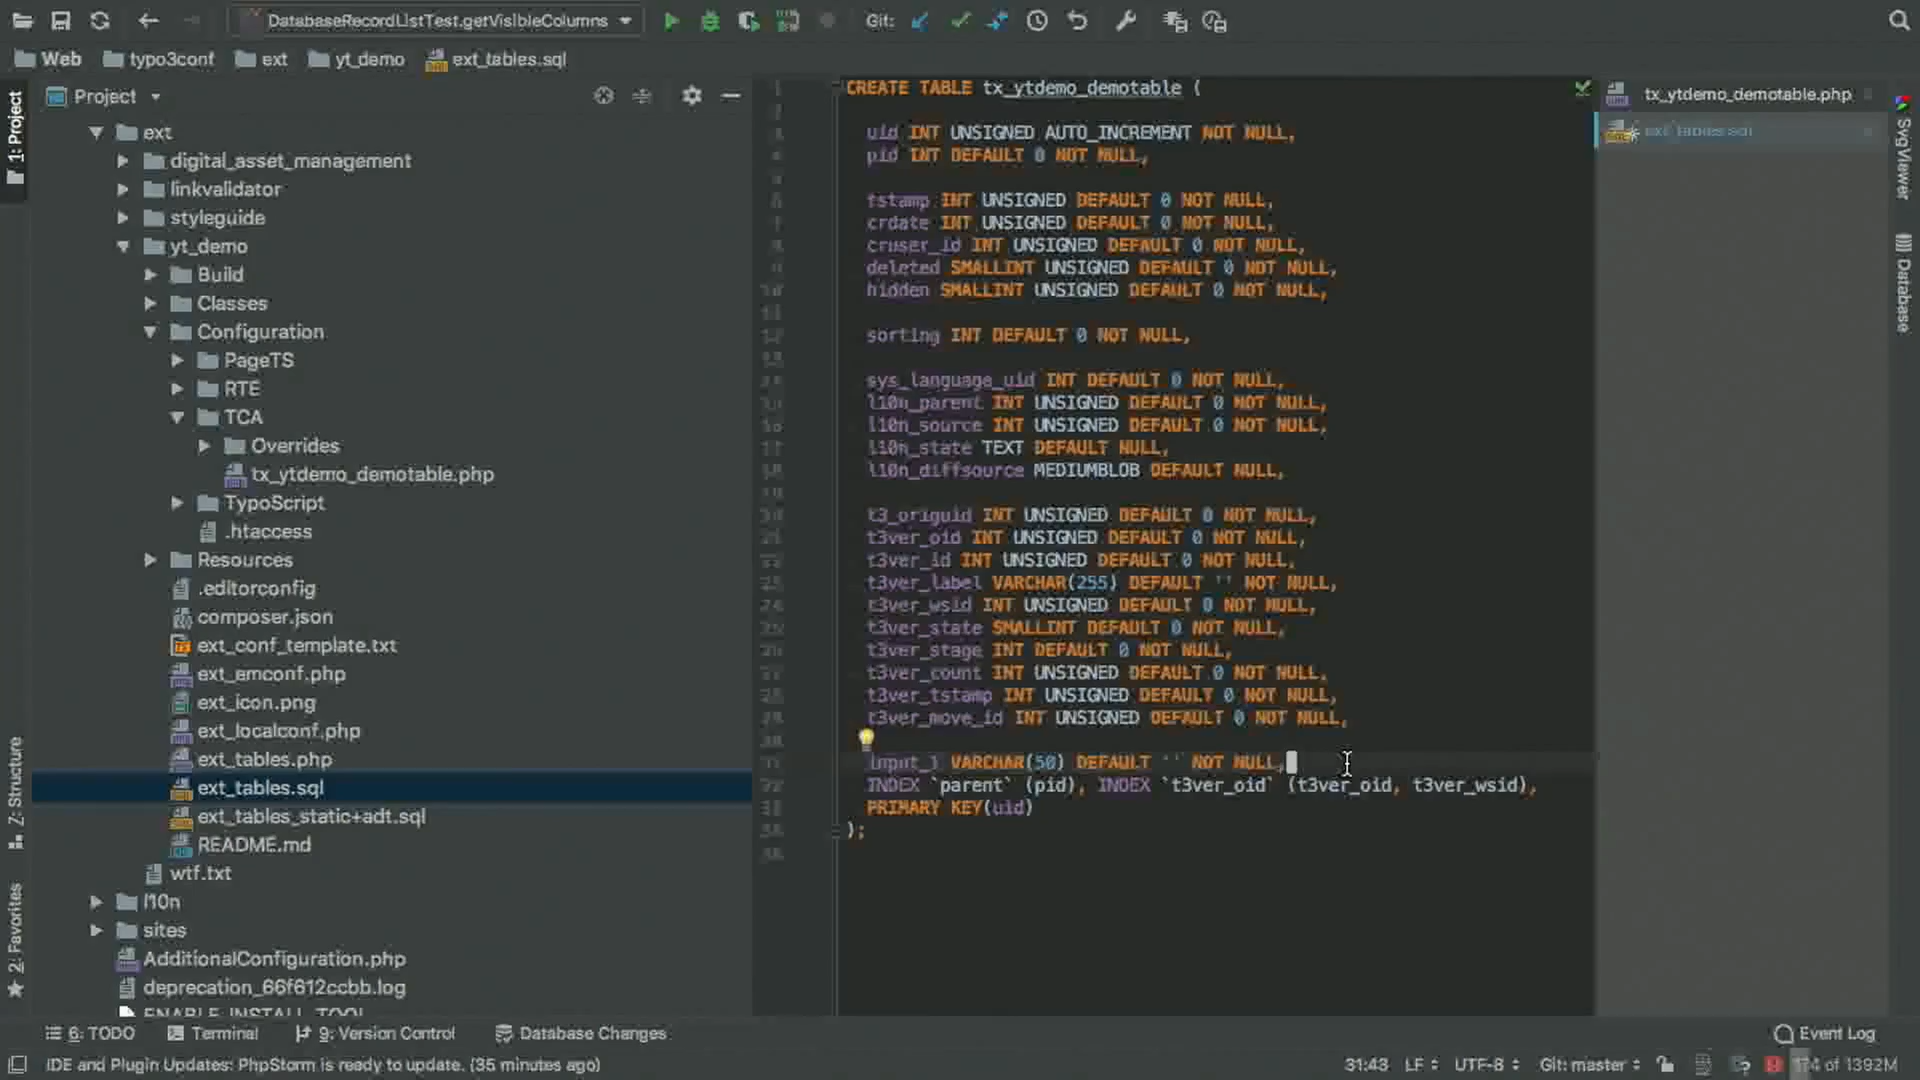 DatabaseRecordListTest.getVisibleColumns
Git:
Web
typo3conf
ext
yt_demo
ext_tables.sql
1: Project
Project
ext
digital_asset_management
linkvalidator
styleguide
yt_demo
Build
Classes
Configuration
PageTS
RTE
TCA
Overrides
tx_ytdemo_demotable.php
TypoScript
.htaccess
Resources
.editorconfig
composer.json
ext_conf_template.txt
ext_emconf.php
ext_icon.png
ext_localconf.php
ext_tables.php
ext_tables.sql
ext_tables_static+adt.sql
README.md
wtf.txt
l10n
sites
AdditionalConfiguration.php
deprecation_66f612ccbb.log
ENABLE_INSTALL_TOOL
Z: Structure
2: Favorites
CREATE TABLE tx_ytdemo_demotable (
uid INT UNSIGNED AUTO_INCREMENT NOT NULL,
pid INT DEFAULT 0 NOT NULL,
tstamp INT UNSIGNED DEFAULT 0 NOT NULL,
crdate INT UNSIGNED DEFAULT 0 NOT NULL,
cruser_id INT UNSIGNED DEFAULT 0 NOT NULL,
deleted SMALLINT UNSIGNED DEFAULT 0 NOT NULL,
hidden SMALLINT UNSIGNED DEFAULT 0 NOT NULL,
sorting INT DEFAULT 0 NOT NULL,
sys_language_uid INT DEFAULT 0 NOT NULL,
l10n_parent INT UNSIGNED DEFAULT 0 NOT NULL,
l10n_source INT UNSIGNED DEFAULT 0 NOT NULL,
l10n_state TEXT DEFAULT NULL,
l10n_diffsource MEDIUMBLOB DEFAULT NULL,
t3_origuid INT UNSIGNED DEFAULT 0 NOT NULL,
t3ver_oid INT UNSIGNED DEFAULT 0 NOT NULL,
t3ver_id INT UNSIGNED DEFAULT 0 NOT NULL,
t3ver_label VARCHAR(255) DEFAULT '' NOT NULL,
t3ver_wsid INT UNSIGNED DEFAULT 0 NOT NULL,
t3ver_state SMALLINT DEFAULT 0 NOT NULL,
t3ver_stage INT DEFAULT 0 NOT NULL,
t3ver_count INT UNSIGNED DEFAULT 0 NOT NULL,
t3ver_tstamp INT UNSIGNED DEFAULT 0 NOT NULL,
t3ver_move_id INT UNSIGNED DEFAULT 0 NOT NULL,
input_1 VARCHAR(50) DEFAULT '' NOT NULL,
INDEX `parent` (pid), INDEX `t3ver_oid` (t3ver_oid, t3ver_wsid),
PRIMARY KEY(uid)
);
tx_ytdemo_demotable.php
ext_tables.sql
SvgViewer
Database
6: TODO
Terminal
9: Version Control
Database Changes
Event Log
IDE and Plugin Updates: PhpStorm is ready to update. (35 minutes ago)
31:43
LF
UTF-8
Git: master
of 1392M